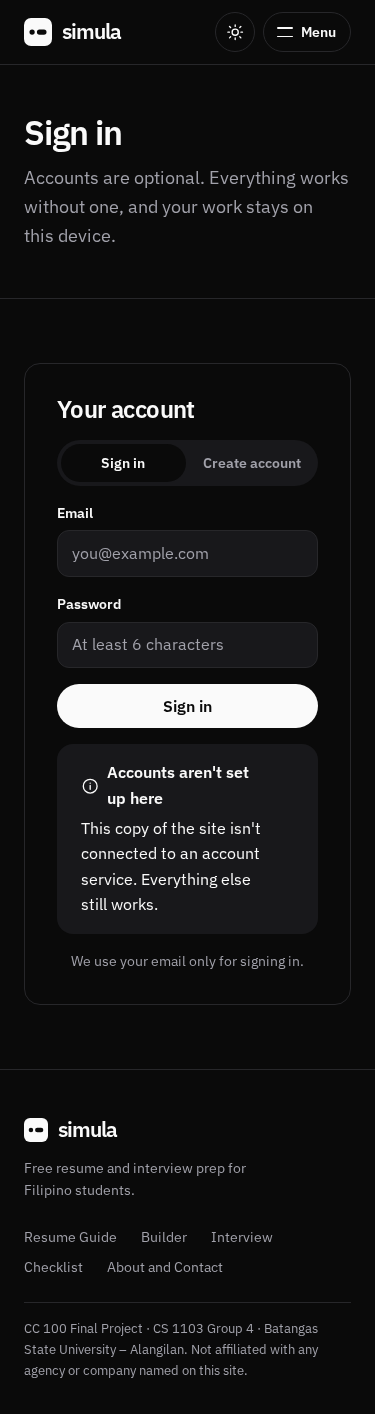 simula
Menu
Sign in
Accounts are optional. Everything works
without one, and your work stays on
this device.
Your account
Sign in
Create account
Email
you@example.com
Password
At least 6 characters
Sign in
Accounts aren't set
up here
This copy of the site isn't
connected to an account
service. Everything else
still works.
We use your email only for signing in.
simula
Free resume and interview prep for
Filipino students.
Resume Guide Builder Interview
Checklist About and Contact
CC 100 Final Project · CS 1103 Group 4 · Batangas
State University – Alangilan. Not affiliated with any
agency or company named on this site.